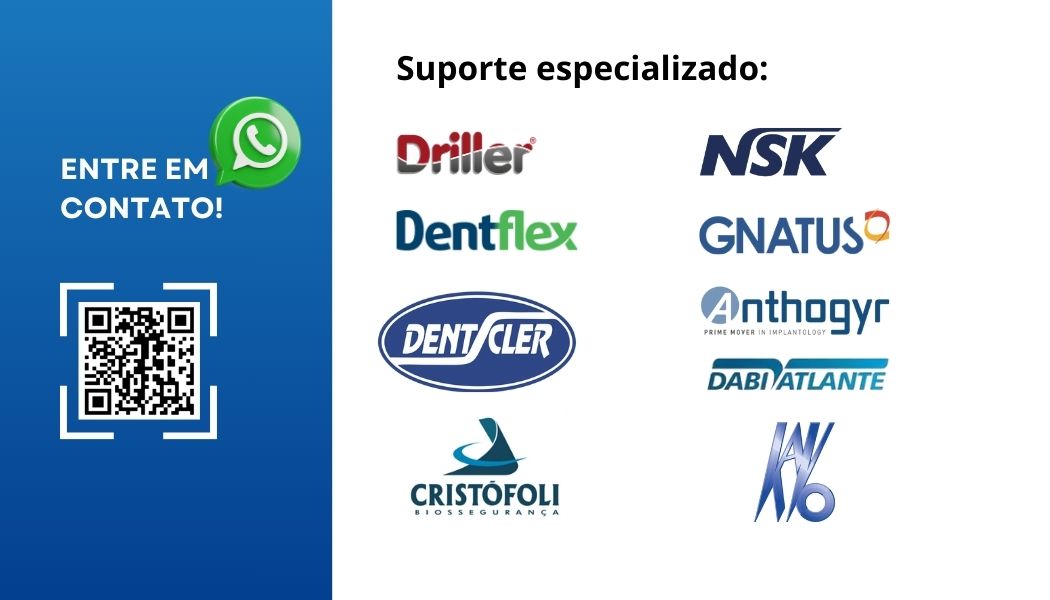 ENTRE EM
CONTATO!
Suporte especializado:
Driller®
NSK
Dentflex
GNATUS
DENTSCLER
Anthogyr
PRIME MOVER IN IMPLANTOLOGY
DABI ATLANTE
CRISTÓFOLI
BIOSSEGURANÇA
KAVO